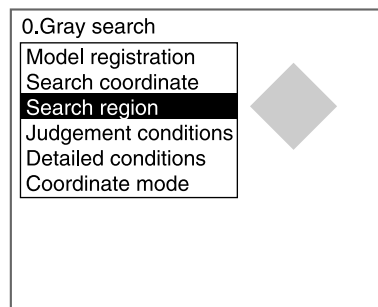 0.Gray search
Model registration
Search coordinate
Search region
Judgement conditions
Detailed conditions
Coordinate mode